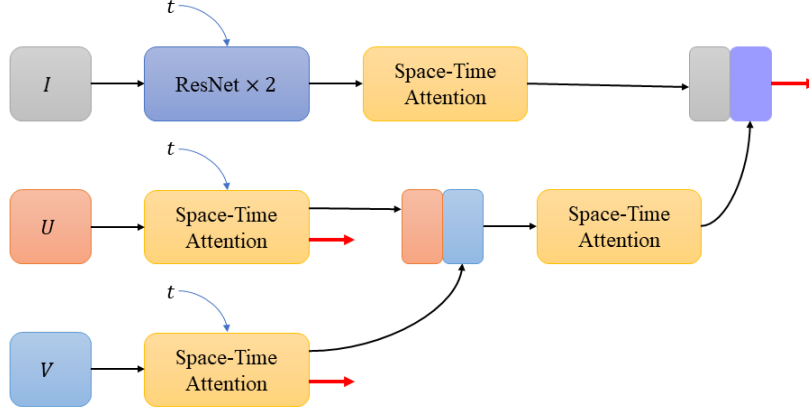 t
I
ResNet × 2
Space-Time
Attention
t
U
Space-Time
Attention
Space-Time
Attention
t
V
Space-Time
Attention